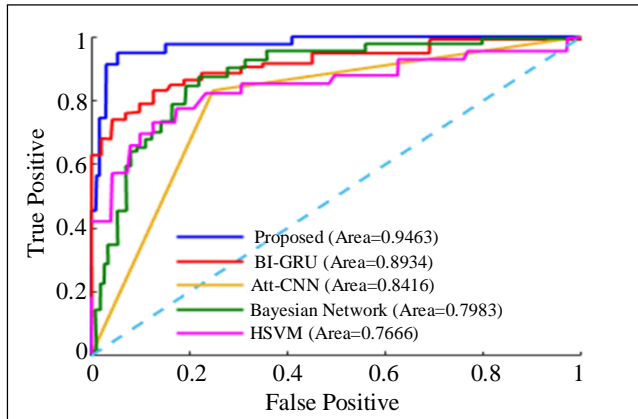 1
0.8
0.6
0.4
0.2
0
True Positive
Proposed (Area=0.9463)
BI-GRU (Area=0.8934)
Att-CNN (Area=0.8416)
Bayesian Network (Area=0.7983)
HSVM (Area=0.7666)
0 0.2 0.4 0.6 0.8 1
False Positive